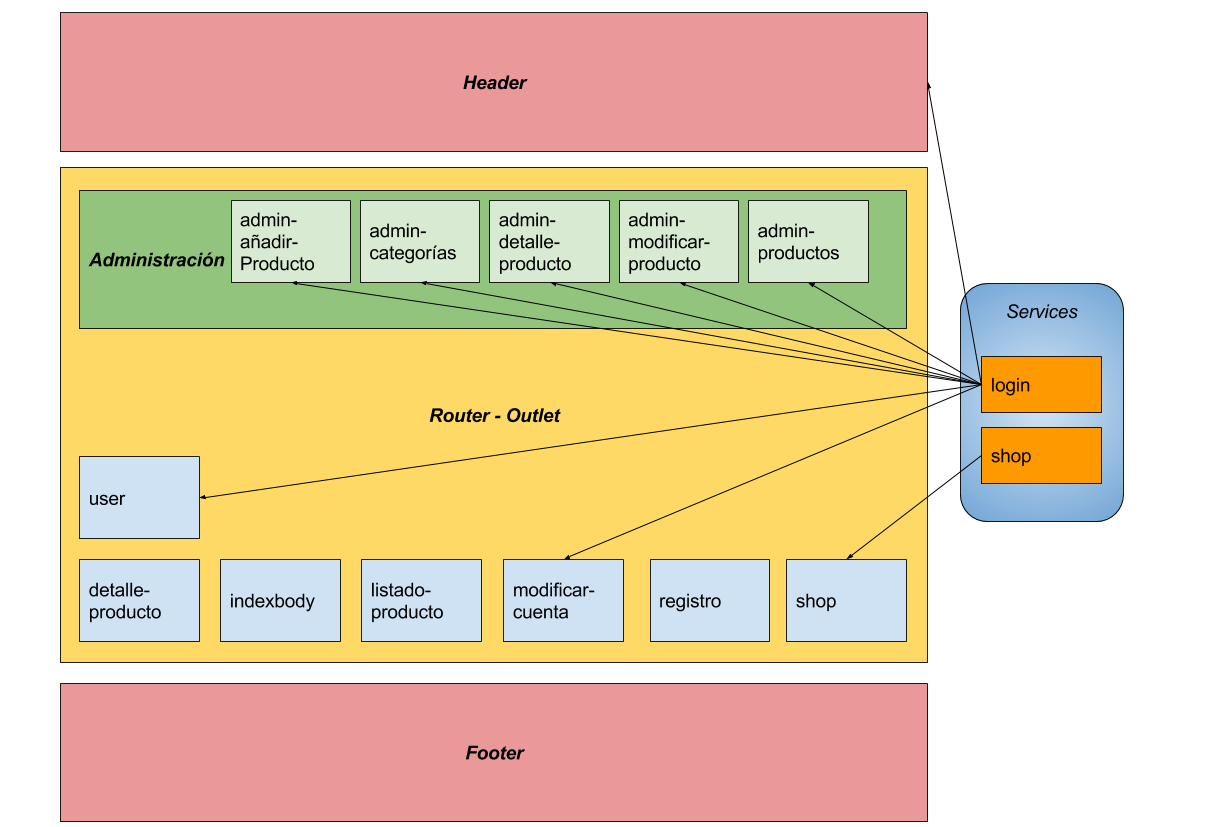 Header
Administración
admin-
añadir-
Producto
admin-
categorías
admin-
detalle-
producto
admin-
modificar-
producto
admin-
productos
Services
login
shop
Router - Outlet
user
detalle-
producto
indexbody
listado-
producto
modificar-
cuenta
registro
shop
Footer